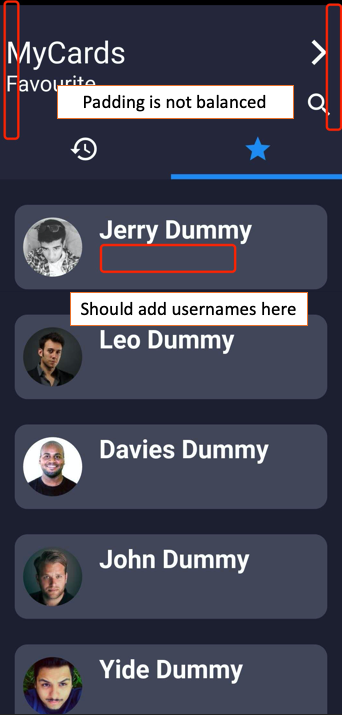 MyCards
Favourite
Padding is not balanced
Jerry Dummy
Should add usernames here
Leo Dummy
Davies Dummy
John Dummy
Yide Dummy